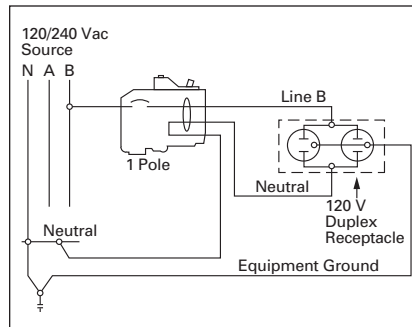 120/240 Vac
Source
N A B
Line B
1 Pole
Neutral
120 V
Duplex
Receptacle
Neutral
Equipment Ground